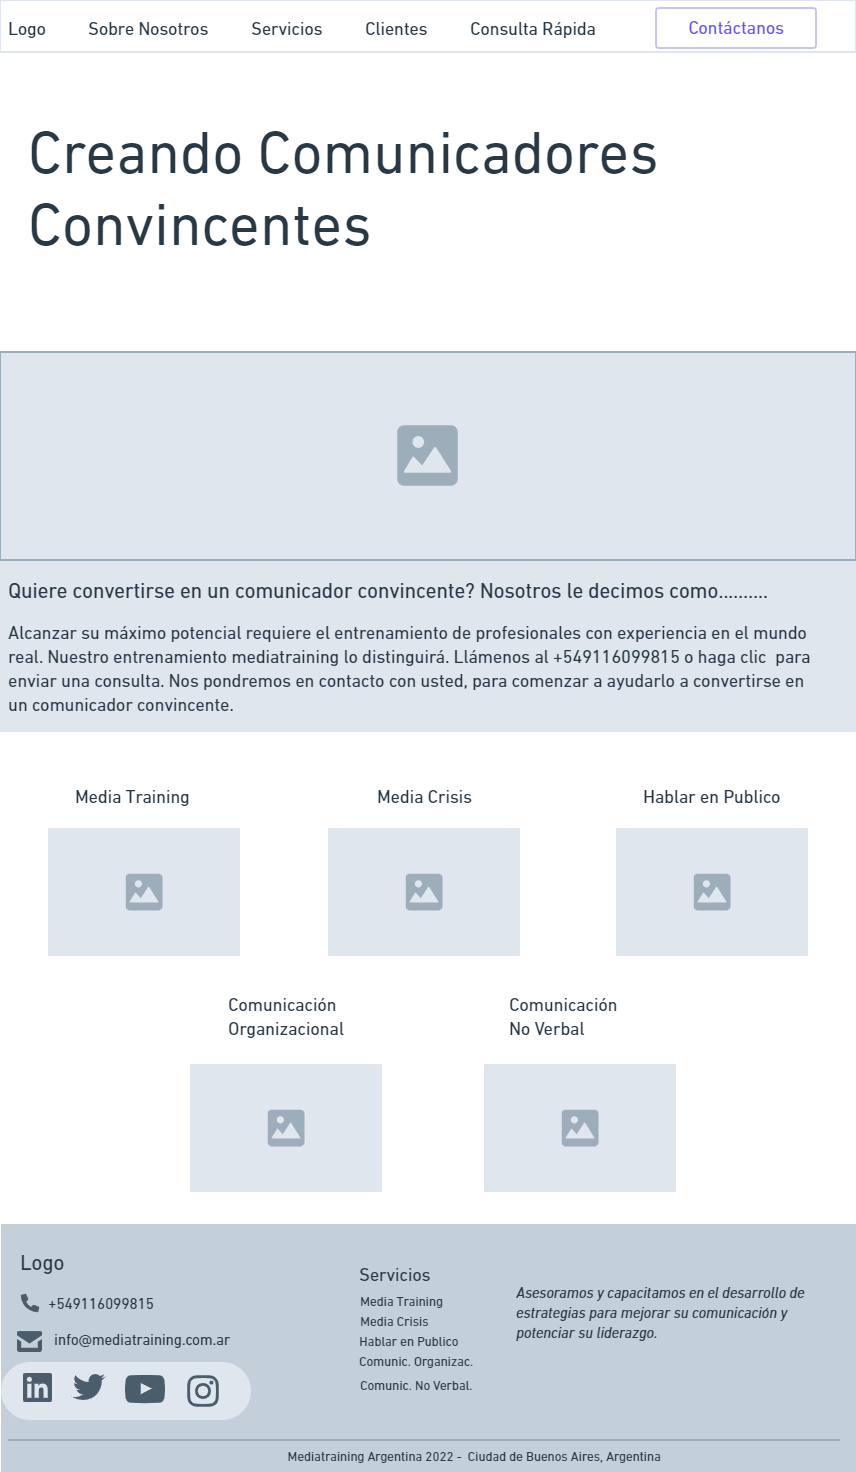 Logo
Sobre Nosotros
Servicios
Clientes
Consulta Rápida
Contáctanos
Creando Comunicadores
Convincentes
Quiere convertirse en un comunicador convincente? Nosotros le decimos como..........
Alcanzar su máximo potencial requiere el entrenamiento de profesionales con experiencia en el mundo
real. Nuestro entrenamiento mediatraining lo distinguirá. Llámenos al +549116099815 o haga clic  para
enviar una consulta. Nos pondremos en contacto con usted, para comenzar a ayudarlo a convertirse en
un comunicador convincente.
Media Training
Media Crisis
Hablar en Publico
Comunicación
Organizacional
Comunicación
No Verbal
Logo
+549116099815
info@mediatraining.com.ar
Servicios
Media Training
Media Crisis
Hablar en Publico
Comunic. Organizac.
Comunic. No Verbal.
Asesoramos y capacitamos en el desarrollo de
estrategias para mejorar su comunicación y
potenciar su liderazgo.
Mediatraining Argentina 2022 -  Ciudad de Buenos Aires, Argentina